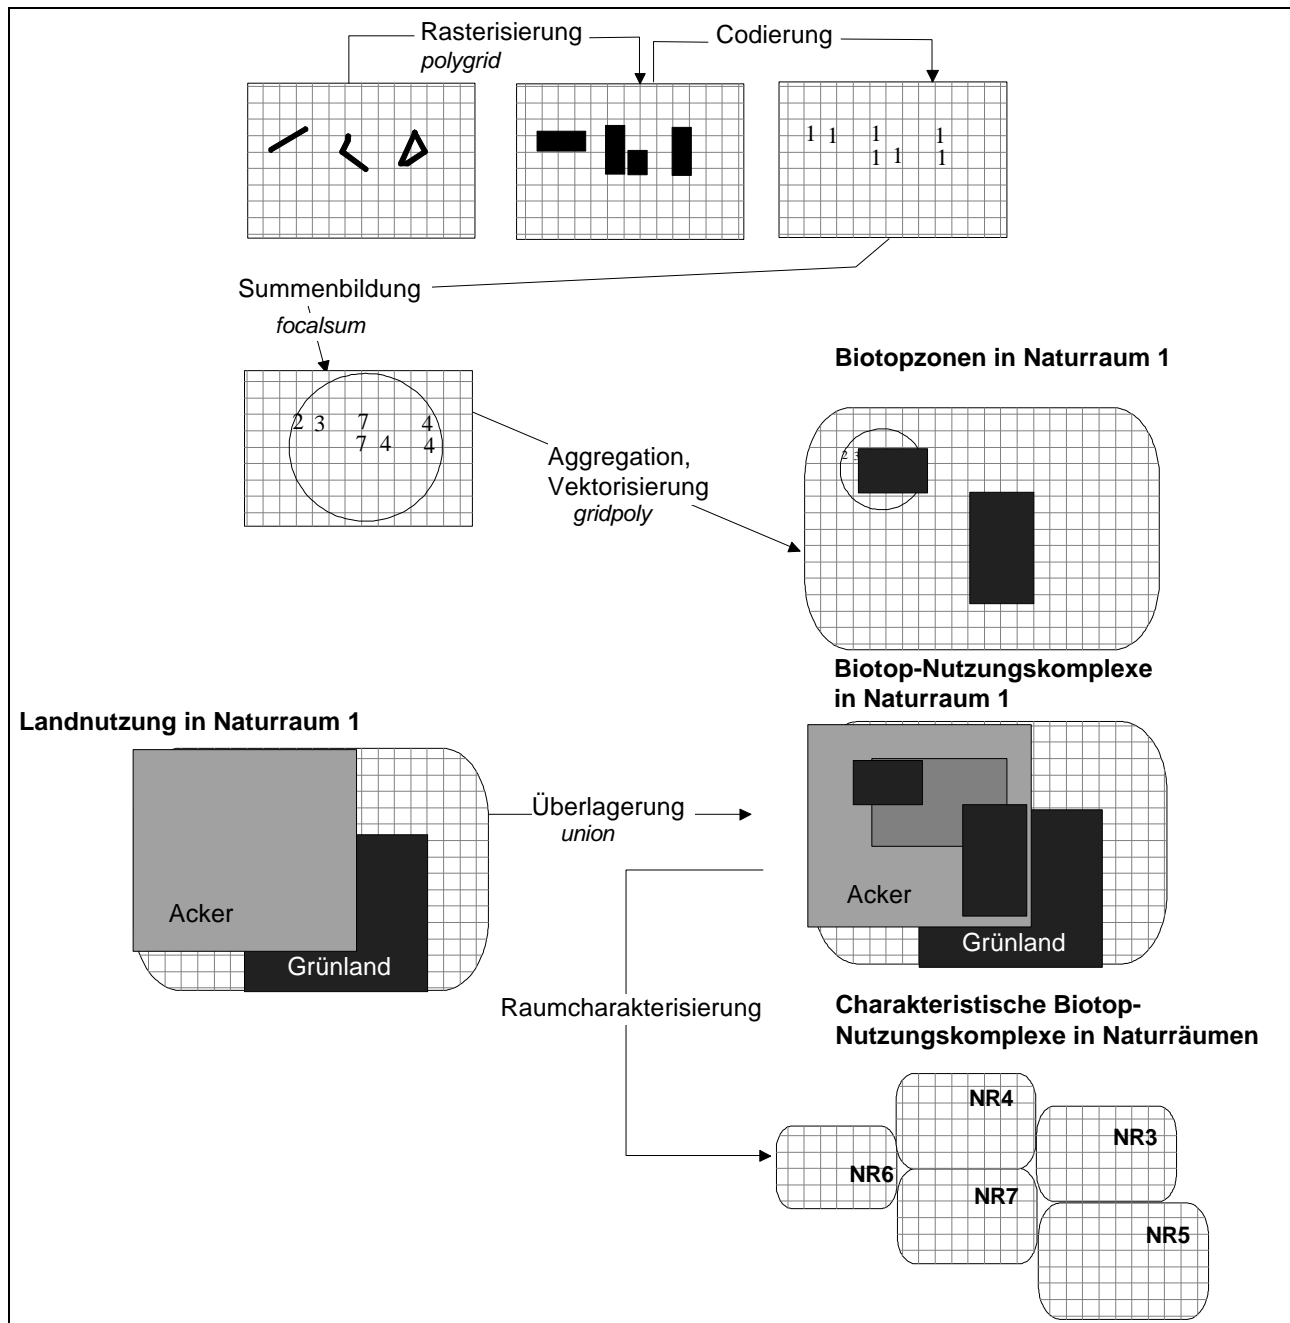 Rasterisierung
polygrid
Codierung
1 1 1 1
1 1 1
Summenbildung
focalsum
2 3 7 4
7 4 4
Aggregation,
Vektorisierung
gridpoly
Biotopzonen in Naturraum 1
2 3
Landnutzung in Naturraum 1
Acker
Grünland
Überlagerung
union
Biotop-Nutzungskomplexe
in Naturraum 1
Acker
Grünland
Raumcharakterisierung
Charakteristische Biotop-
Nutzungskomplexe in Naturräumen
NR4
NR3
NR6
NR7
NR5